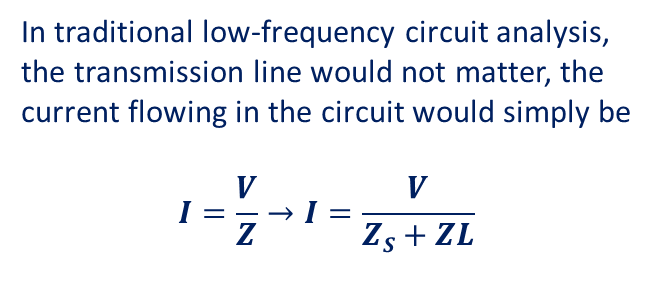 In traditional low-frequency circuit analysis,
the transmission line would not matter, the
current flowing in the circuit would simply be
I = V/Z → I = V/(Z_S + ZL)